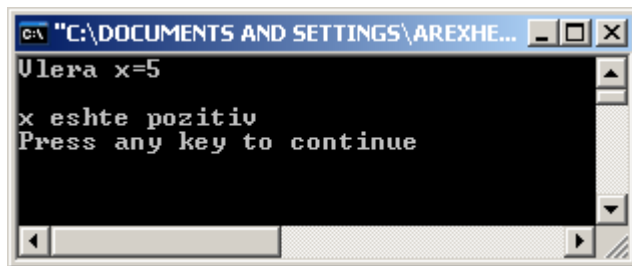 "C:\DOCUMENTS AND SETTINGS\AREXHE...
Vlera x=5
x eshte pozitiv
Press any key to continue